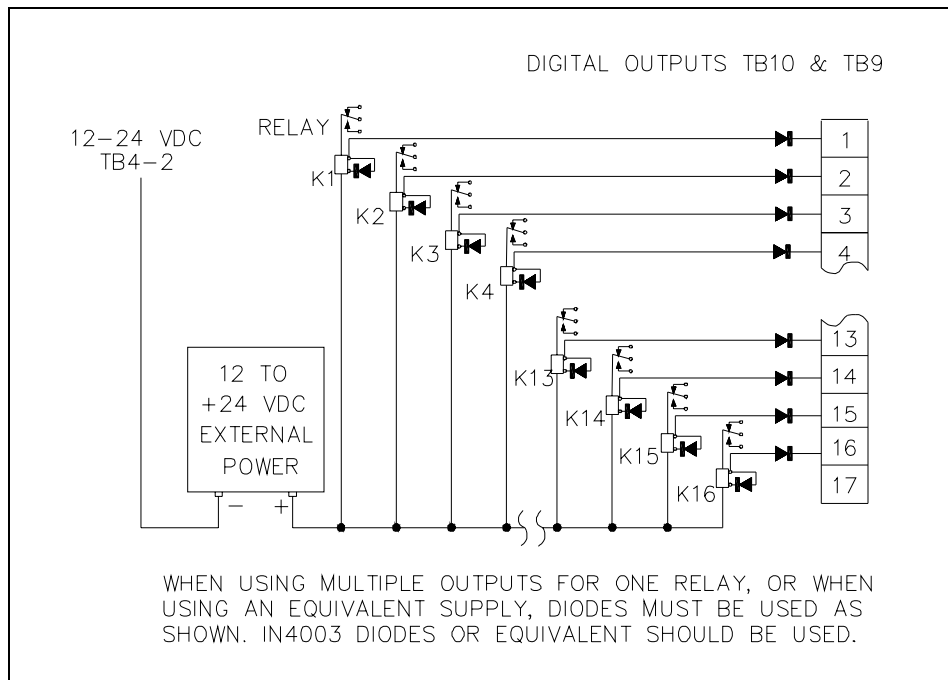 DIGITAL OUTPUTS TB10 & TB9
12-24 VDC
TB4-2
RELAY
K1
K2
K3
K4
K13
K14
K15
K16
1
2
3
4
13
14
15
16
17
12 TO
+24 VDC
EXTERNAL
POWER
- +
WHEN USING MULTIPLE OUTPUTS FOR ONE RELAY, OR WHEN
USING AN EQUIVALENT SUPPLY, DIODES MUST BE USED AS
SHOWN. IN4003 DIODES OR EQUIVALENT SHOULD BE USED.